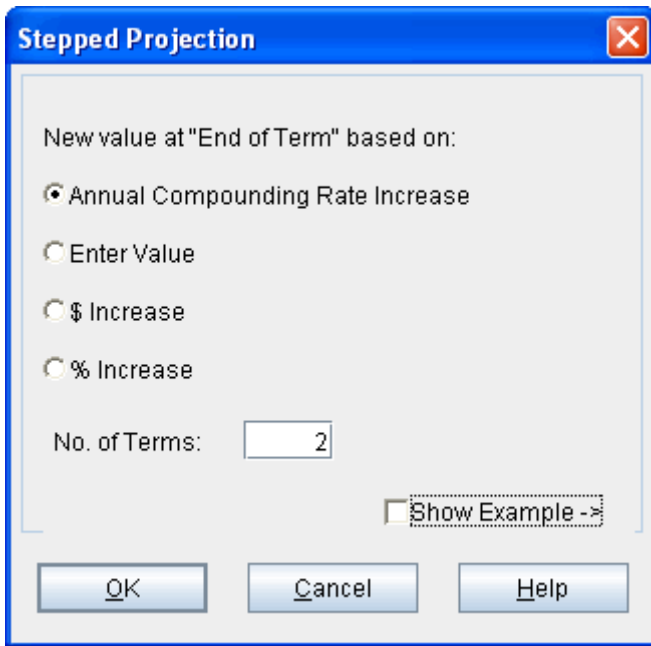 Stepped Projection
New value at "End of Term" based on:
Annual Compounding Rate Increase
Enter Value
$ Increase
% Increase
No. of Terms: 2
Show Example ->
OK Cancel Help